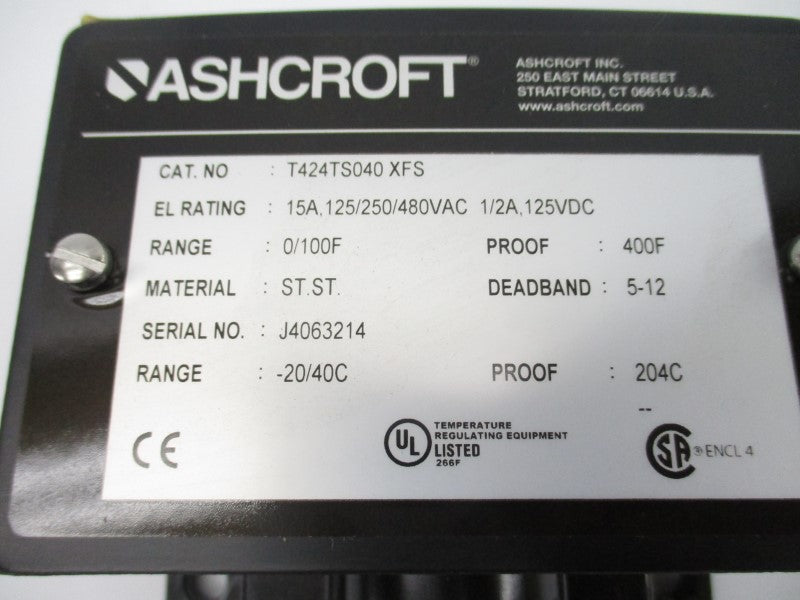 ASHCROFT®
ASHCROFT INC.
250 EAST MAIN STREET
STRATFORD, CT 06614 U.S.A.
www.ashcroft.com
CAT. NO : T424TS040 XFS
EL RATING : 15A,125/250/480VAC 1/2A,125VDC
RANGE : 0/100F PROOF : 400F
MATERIAL : ST.ST. DEADBAND : 5-12
SERIAL NO. : J4063214
RANGE : -20/40C PROOF : 204C
--
CE
UL
TEMPERATURE
REGULATING EQUIPMENT
LISTED
266F
SA ® ENCL 4